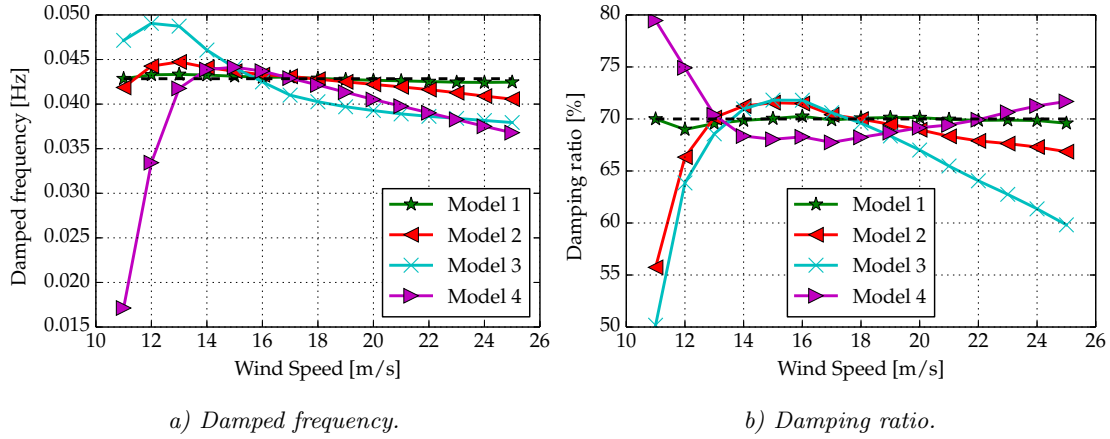 0.050
0.045
0.040
0.035
0.030
0.025
0.020
0.015
Damped frequency [Hz]
Model 1
Model 2
Model 3
Model 4
10 12 14 16 18 20 22 24 26
Wind Speed [m/s]
a) Damped frequency.
80
75
70
65
60
55
50
Damping ratio [%]
Model 1
Model 2
Model 3
Model 4
10 12 14 16 18 20 22 24 26
Wind Speed [m/s]
b) Damping ratio.